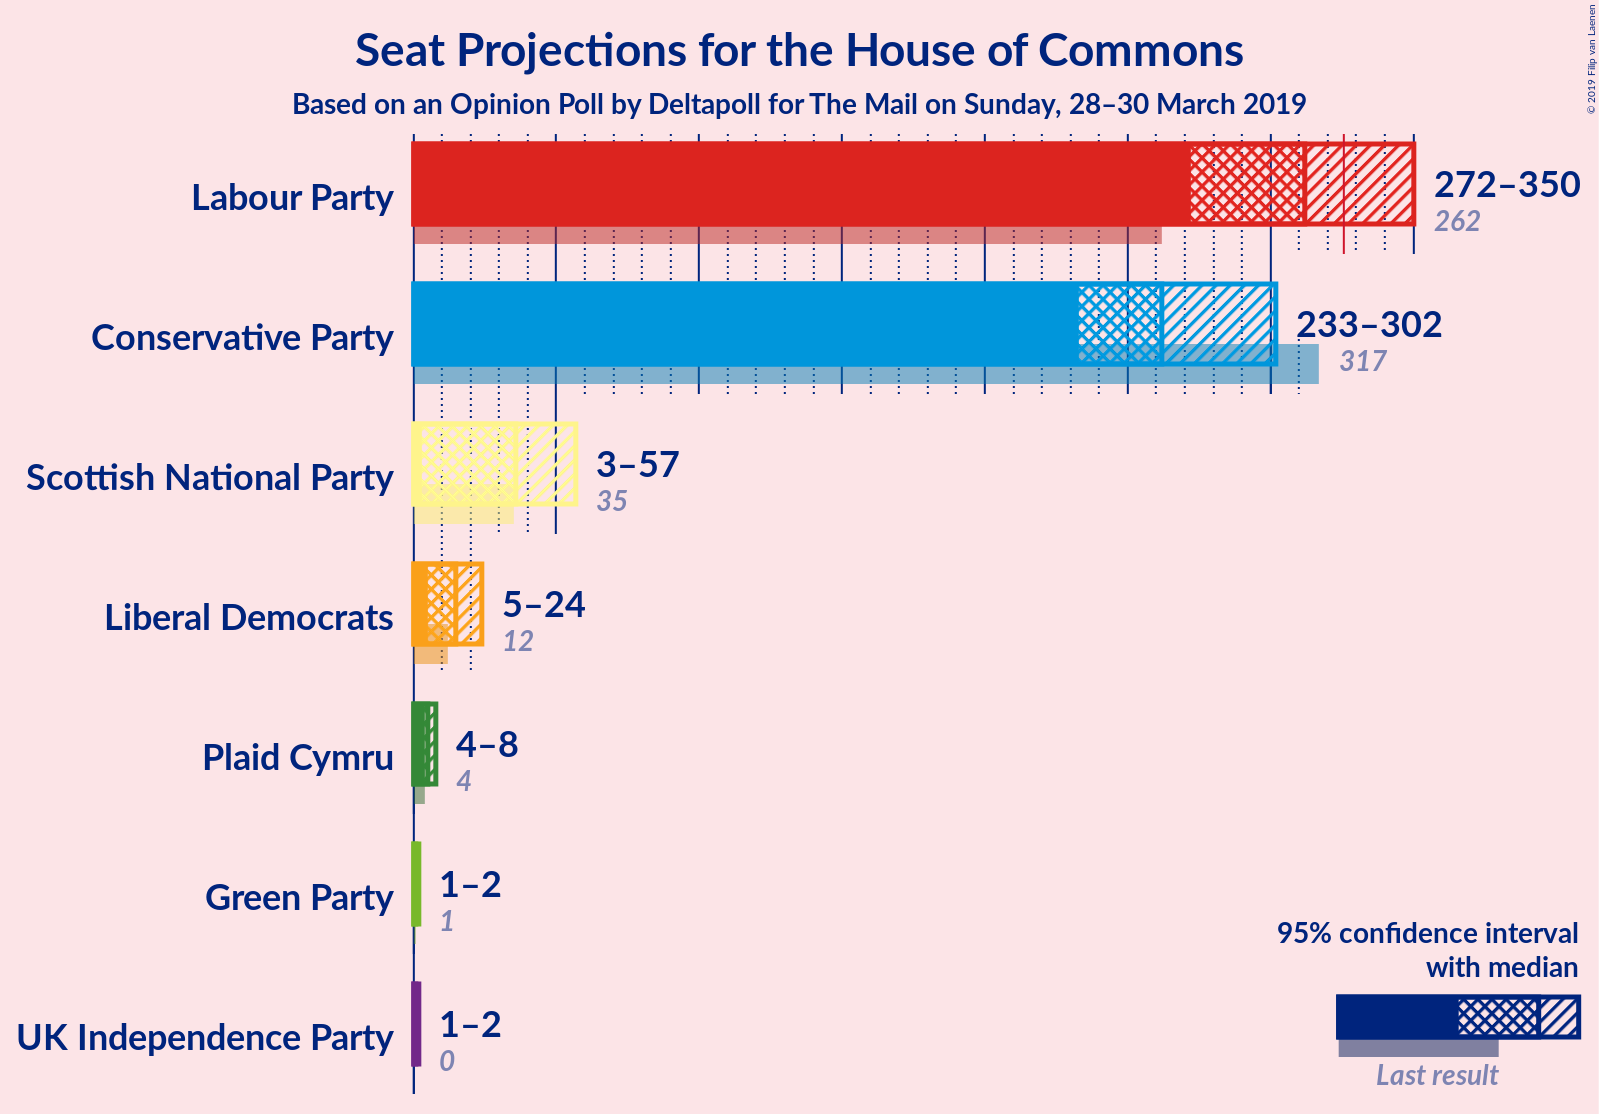 Seat Projections for the House of Commons
Based on an Opinion Poll by Deltapoll for The Mail on Sunday, 28–30 March 2019
© 2019 Filip van Laenen
Labour Party
272–350
262
Conservative Party
233–302
317
Scottish National Party
3–57
35
Liberal Democrats
5–24
12
Plaid Cymru
4–8
4
Green Party
1–2
1
UK Independence Party
1–2
0
95% confidence interval
with median
Last result